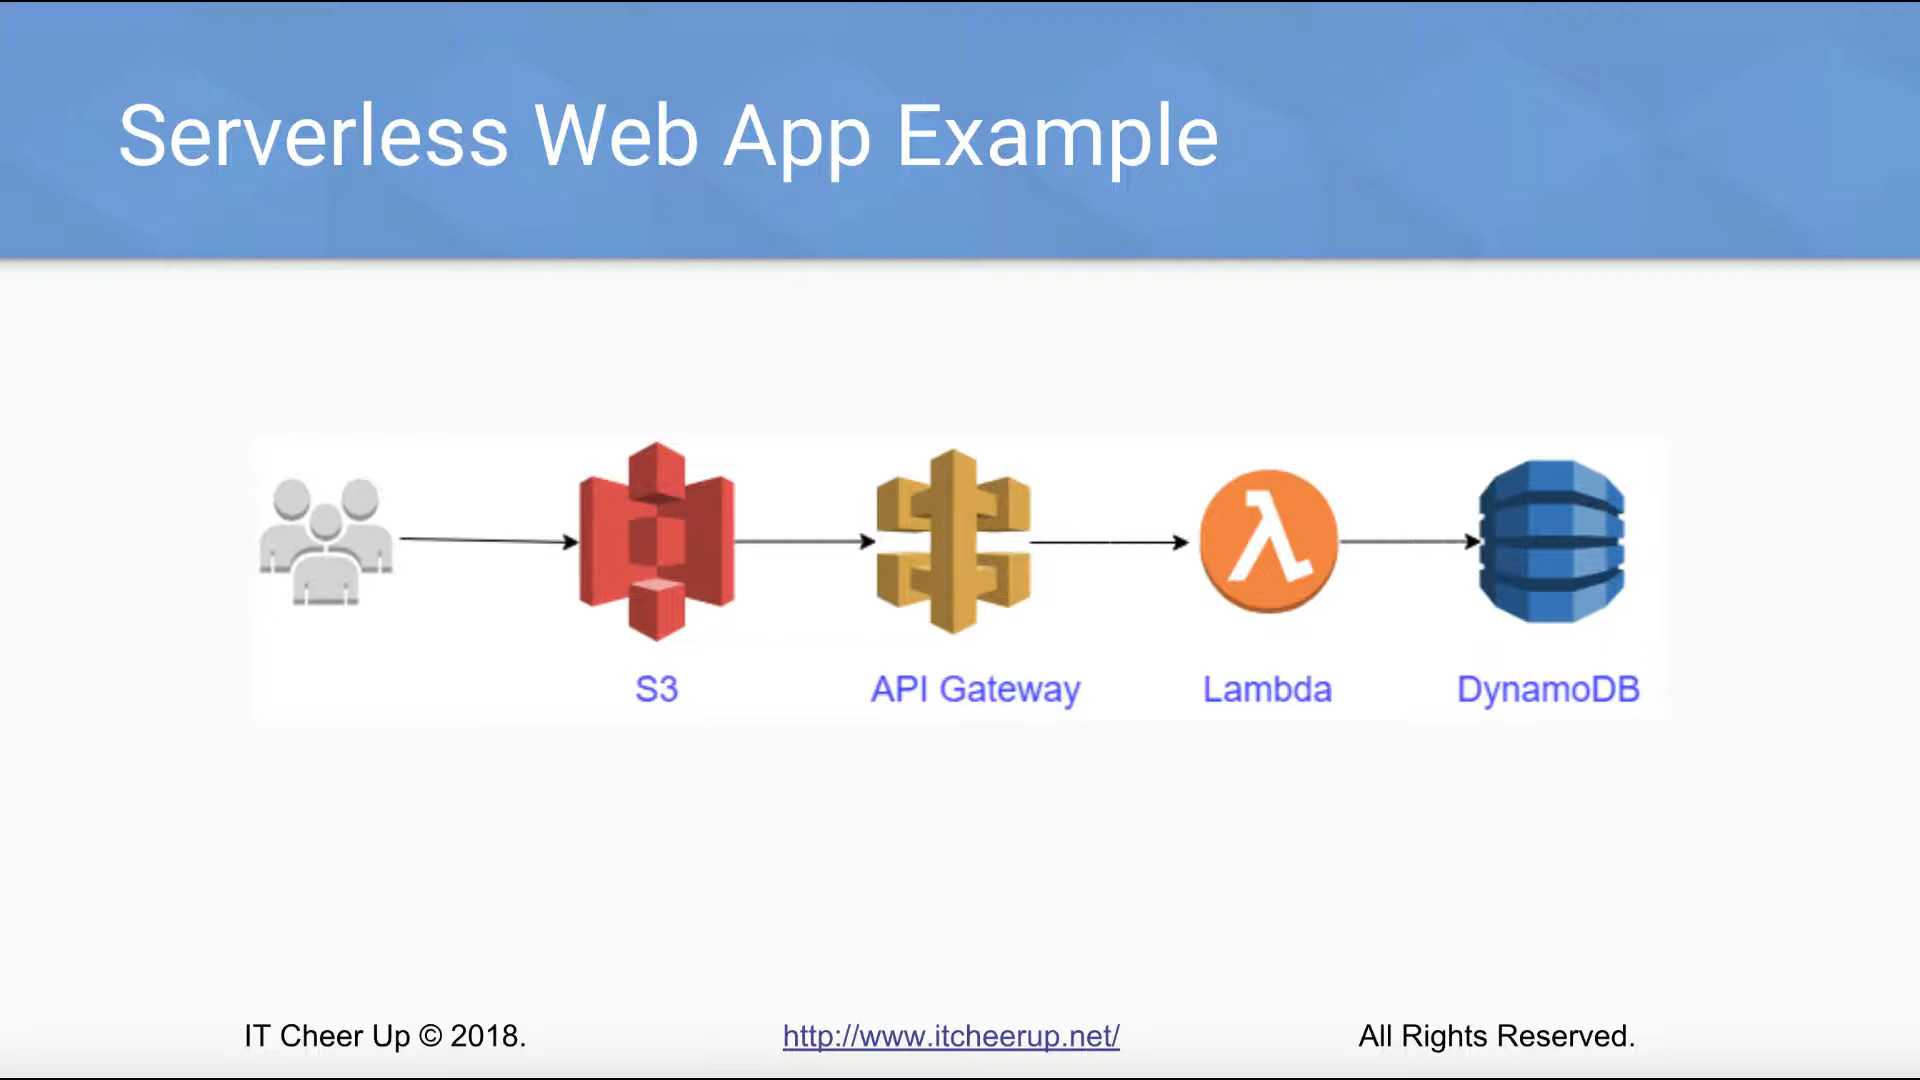 Serverless Web App Example
S3
API Gateway
Lambda
DynamoDB
IT Cheer Up © 2018.
http://www.itcheerup.net/
All Rights Reserved.